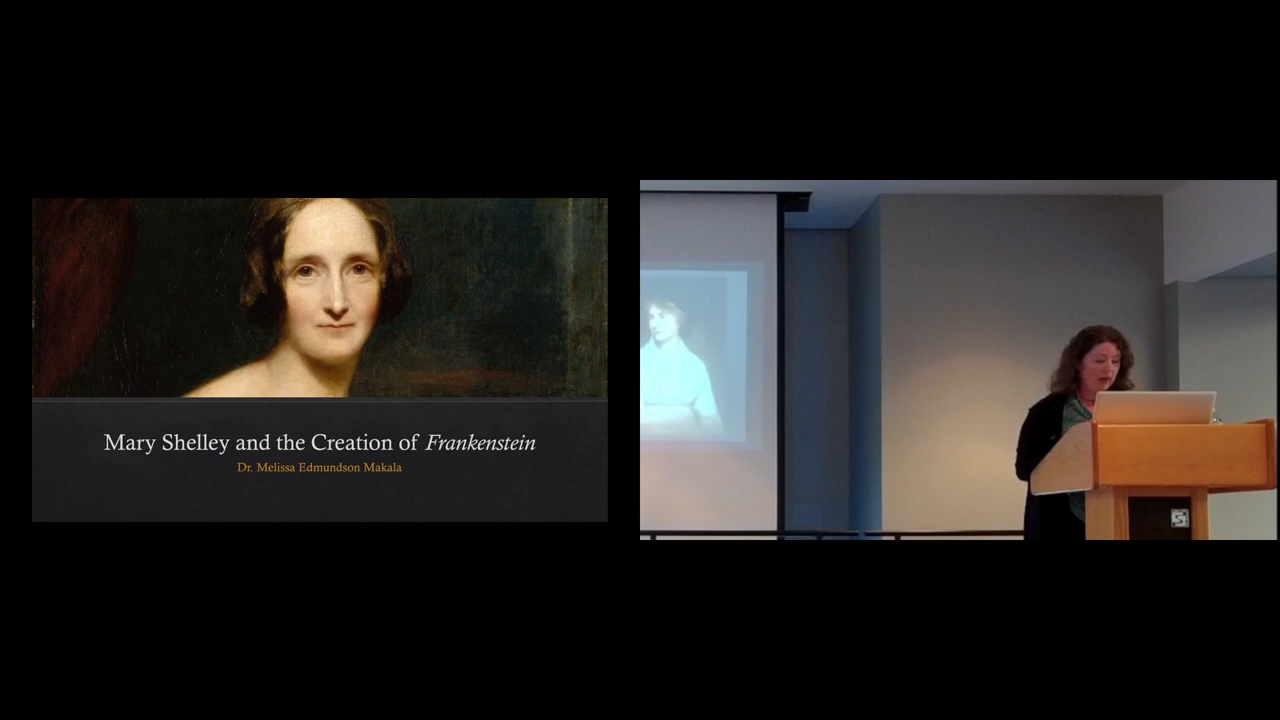 Mary Shelley and the Creation of Frankenstein
Dr. Melissa Edmundson Makala